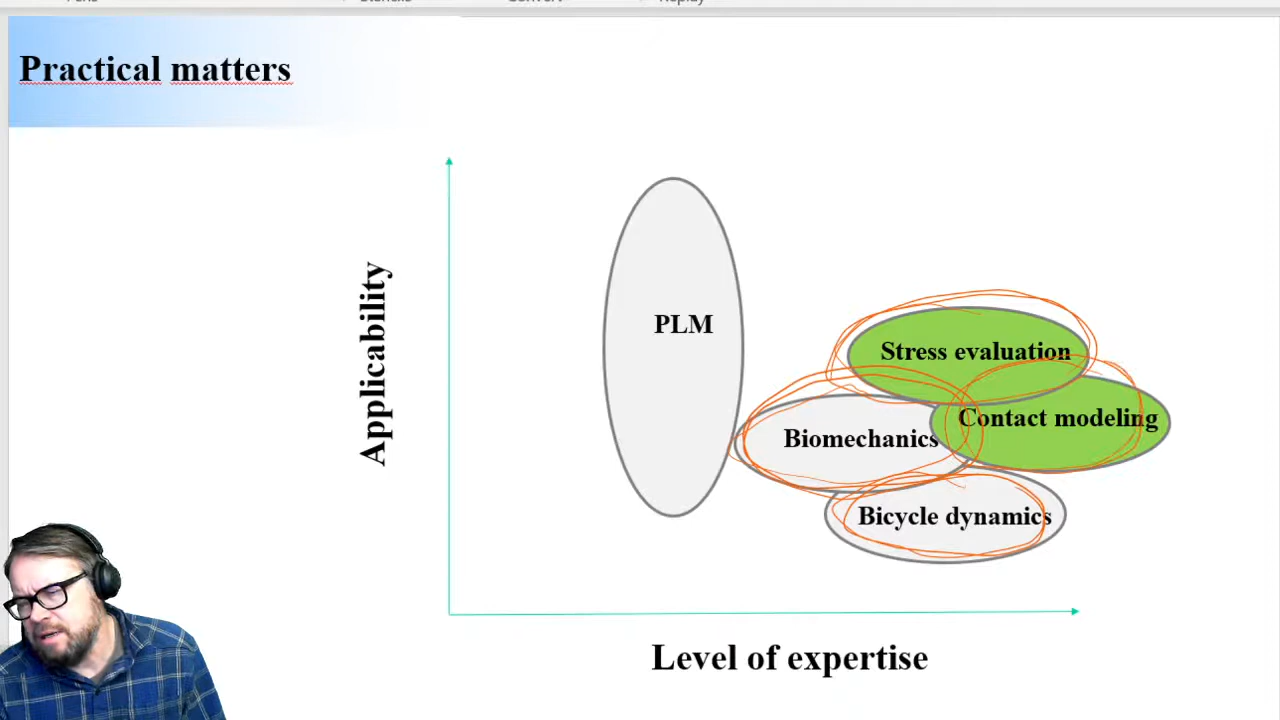 Practical matters
Applicability
PLM
Stress evaluation
Contact modeling
Biomechanics
Bicycle dynamics
Level of expertise